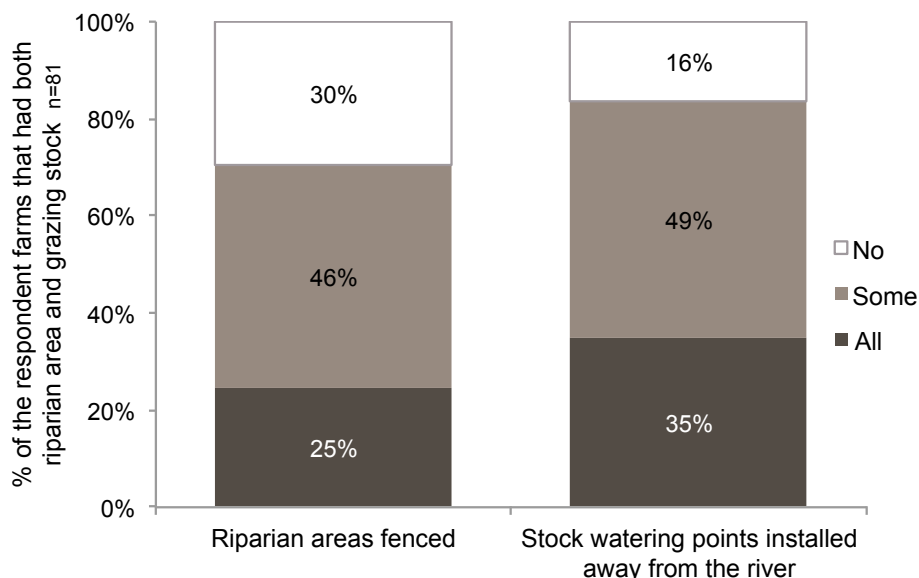 % of the respondent farms that had both
riparian area and grazing stock n=81
100%
80%
60%
40%
20%
0%
30%
46%
25%
16%
49%
35%
No
Some
All
Riparian areas fenced
Stock watering points installed
away from the river